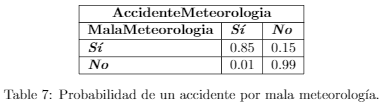 AccidenteMeteorologia
MalaMeteorologia Sí No
Sí 0.85 0.15
No 0.01 0.99
Table 7: Probabilidad de un accidente por mala meteorología.